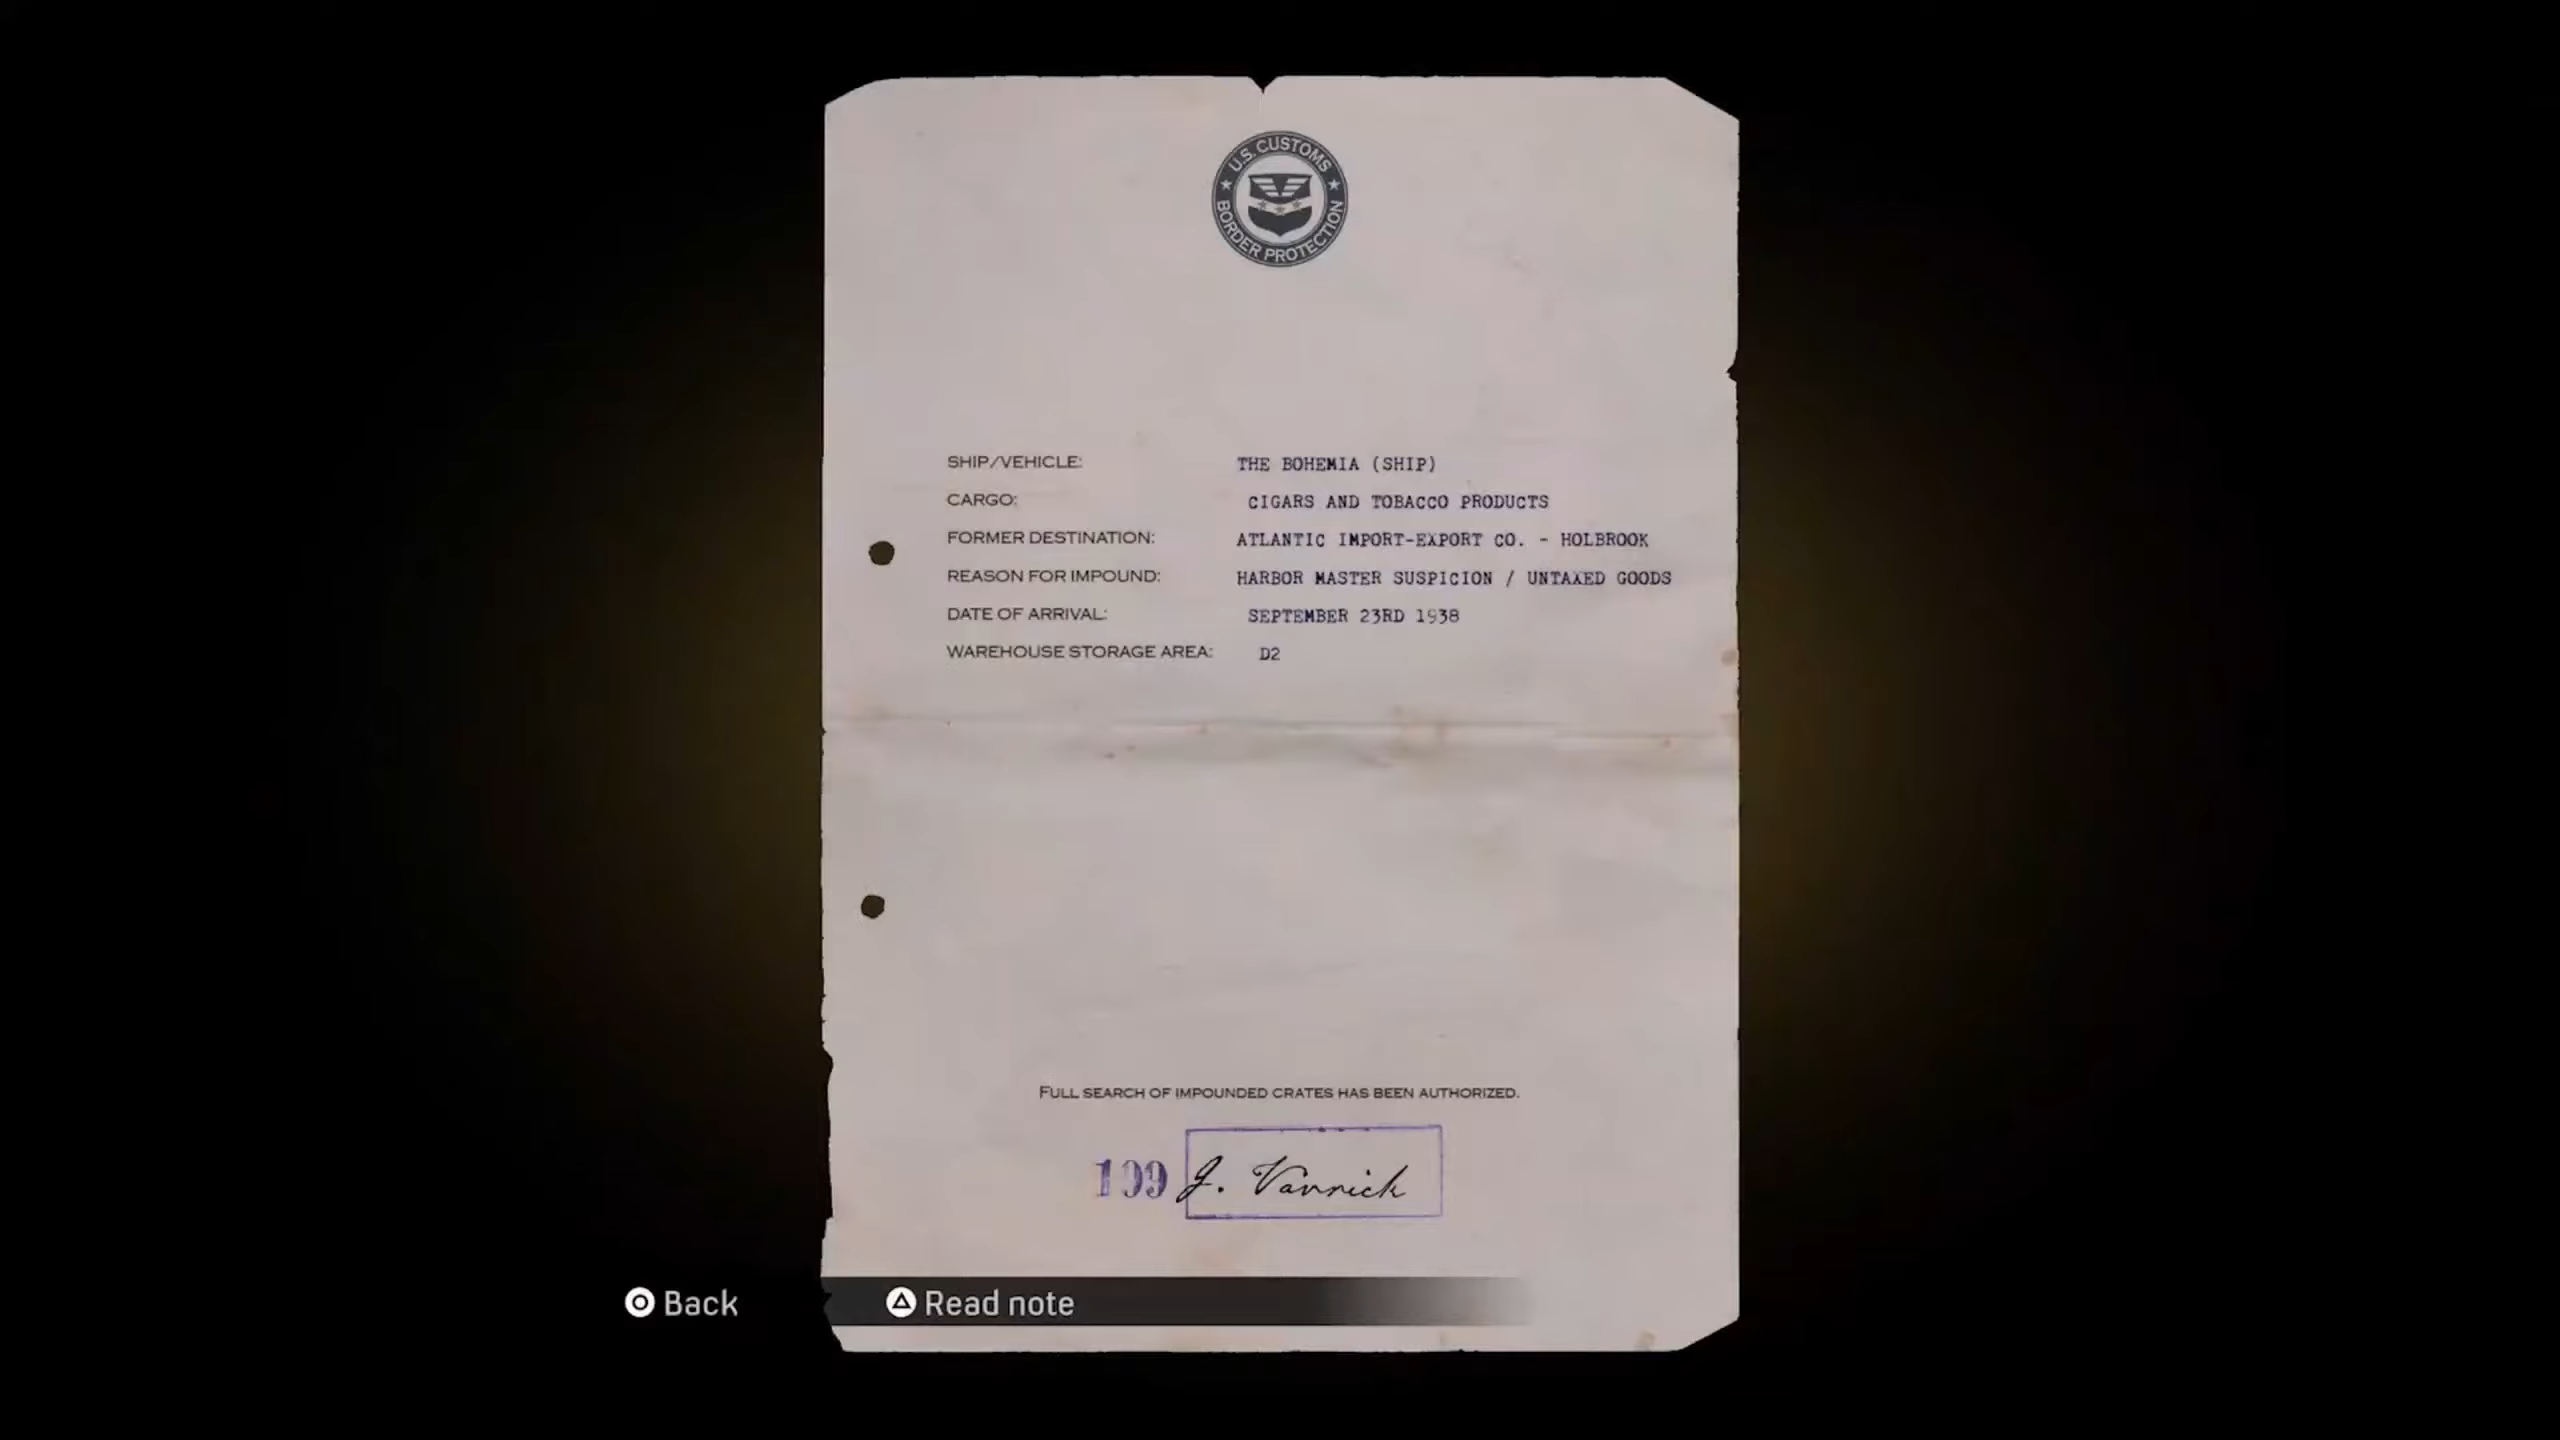 U.S. CUSTOMS
BORDER PROTECTION
SHIP/VEHICLE: THE BOHEMIA (SHIP)
CARGO: CIGARS AND TOBACCO PRODUCTS
FORMER DESTINATION: ATLANTIC IMPORT-EXPORT CO. - HOLBROOK
REASON FOR IMPOUND: HARBOR MASTER SUSPICION / UNTAXED GOODS
DATE OF ARRIVAL: SEPTEMBER 23RD 1938
WAREHOUSE STORAGE AREA: D2
FULL SEARCH OF IMPOUNDED CRATES HAS BEEN AUTHORIZED.
199 J. Vannick
Back Read note